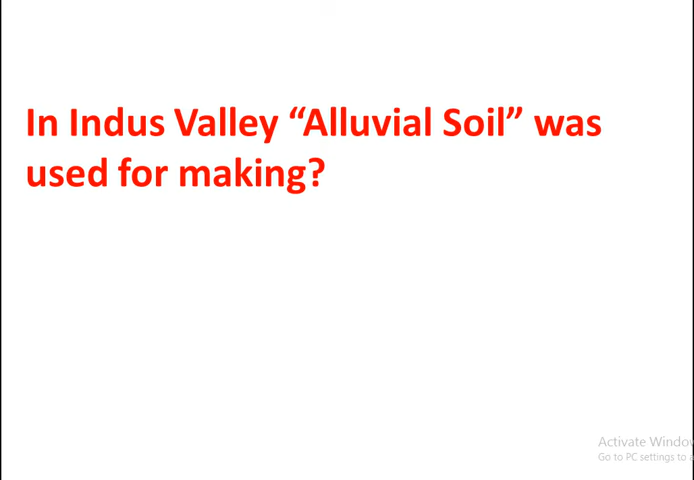 In Indus Valley “Alluvial Soil” was
used for making?
Activate Window
Go to PC settings to a